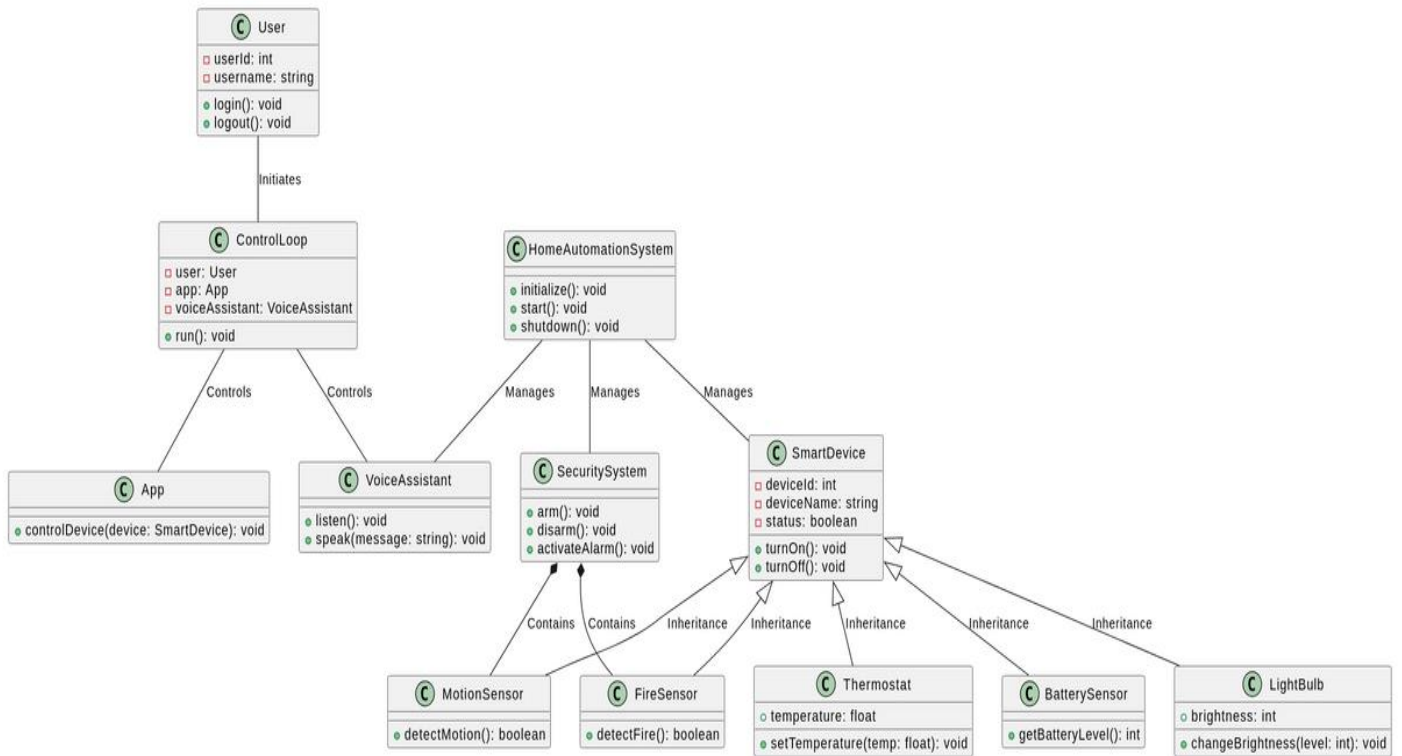 C User
userId: int
username: string
login(): void
logout(): void
Initiates
C ControlLoop
user: User
app: App
voiceAssistant: VoiceAssistant
run(): void
C HomeAutomationSystem
initialize(): void
start(): void
shutdown(): void
Controls
Controls
Manages
Manages
Manages
C App
controlDevice(device: SmartDevice): void
C VoiceAssistant
listen(): void
speak(message: string): void
C SecuritySystem
arm(): void
disarm(): void
activateAlarm(): void
C SmartDevice
deviceId: int
deviceName: string
status: boolean
turnOn(): void
turnOff(): void
Contains
Contains
Inheritance
Inheritance
Inheritance
Inheritance
Inheritance
C MotionSensor
detectMotion(): boolean
C FireSensor
detectFire(): boolean
C Thermostat
temperature: float
setTemperature(temp: float): void
C BatterySensor
getBatteryLevel(): int
C LightBulb
brightness: int
changeBrightness(level: int): void